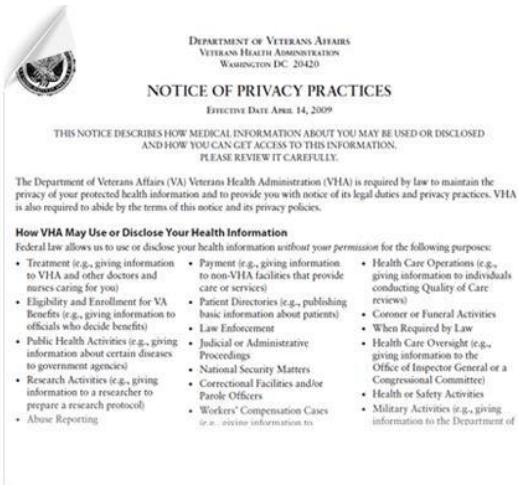 DEPARTMENT OF VETERANS AFFAIRS
VETERANS HEALTH ADMINISTRATION
WASHINGTON DC 20420
NOTICE OF PRIVACY PRACTICES
EFFECTIVE DATE APRIL 14, 2009
THIS NOTICE DESCRIBES HOW MEDICAL INFORMATION ABOUT YOU MAY BE USED OR DISCLOSED
AND HOW YOU CAN GET ACCESS TO THIS INFORMATION.
PLEASE REVIEW IT CAREFULLY.
The Department of Veterans Affairs (VA) Veterans Health Administration (VHA) is required by law to maintain the
privacy of your protected health information and to provide you with notice of its legal duties and privacy practices. VHA
is also required to abide by the terms of this notice and its privacy policies.
How VHA May Use or Disclose Your Health Information
Federal law allows us to use or disclose your health information without your permission for the following purposes:
• Treatment (e.g., giving information
to VHA and other doctors and
nurses caring for you)
• Eligibility and Enrollment for VA
Benefits (e.g., giving information to
officials who decide benefits)
• Public Health Activities (e.g., giving
information about certain diseases
to government agencies)
• Research Activities (e.g., giving
information to a researcher to
prepare a research protocol)
• Abuse Reporting
• Payment (e.g., giving information
to non-VHA facilities that provide
care or services)
• Patient Directories (e.g., publishing
basic information about patients)
• Law Enforcement
• Judicial or Administrative
Proceedings
• National Security Matters
• Correctional Facilities and/or
Parole Officers
• Workers' Compensation Cases
(e.g., giving information to
• Health Care Operations (e.g.,
giving information to individuals
conducting Quality of Care
reviews)
• Coroner or Funeral Activities
• When Required by Law
• Health Care Oversight (e.g.,
giving information to the
Office of Inspector General or a
Congressional Committee)
• Health or Safety Activities
• Military Activities (e.g., giving
information to the Department of